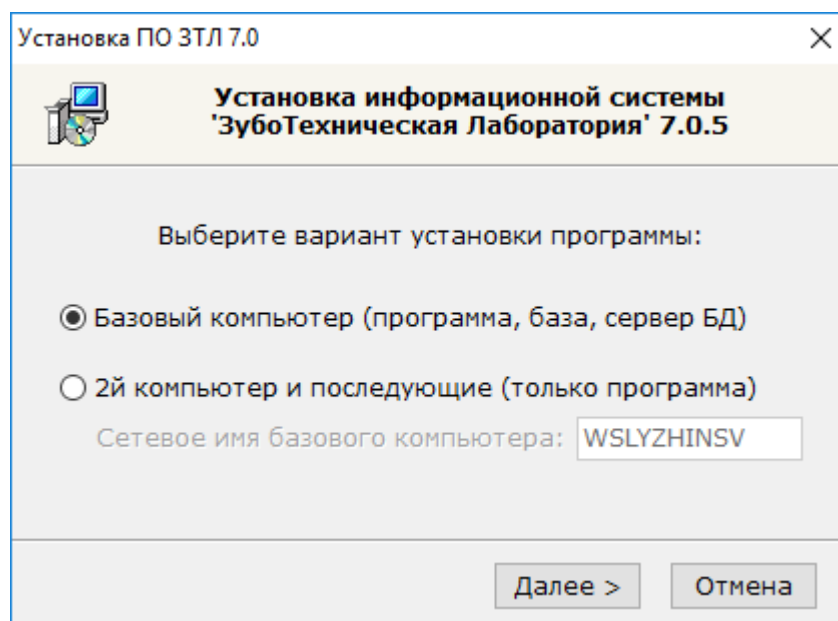 Установка ПО ЗТЛ 7.0
Установка информационной системы
'ЗубоТехническая Лаборатория' 7.0.5
Выберите вариант установки программы:
Базовый компьютер (программа, база, сервер БД)
2й компьютер и последующие (только программа)
Сетевое имя базового компьютера: WSLYZHINSV
Далее > Отмена